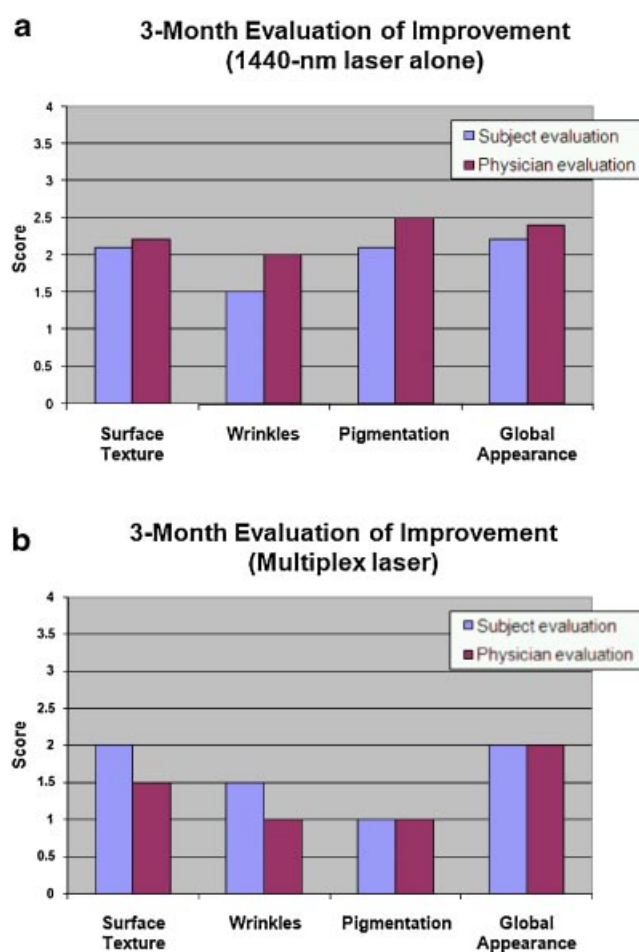 a
3-Month Evaluation of Improvement
(1440-nm laser alone)
4
3.5
3
2.5
2
1.5
1
0.5
0
Score
Subject evaluation
Physician evaluation
Surface
Texture
Wrinkles
Pigmentation
Global
Appearance
b
3-Month Evaluation of Improvement
(Multiplex laser)
4
3.5
3
2.5
2
1.5
1
0.5
0
Score
Subject evaluation
Physician evaluation
Surface
Texture
Wrinkles
Pigmentation
Global
Appearance